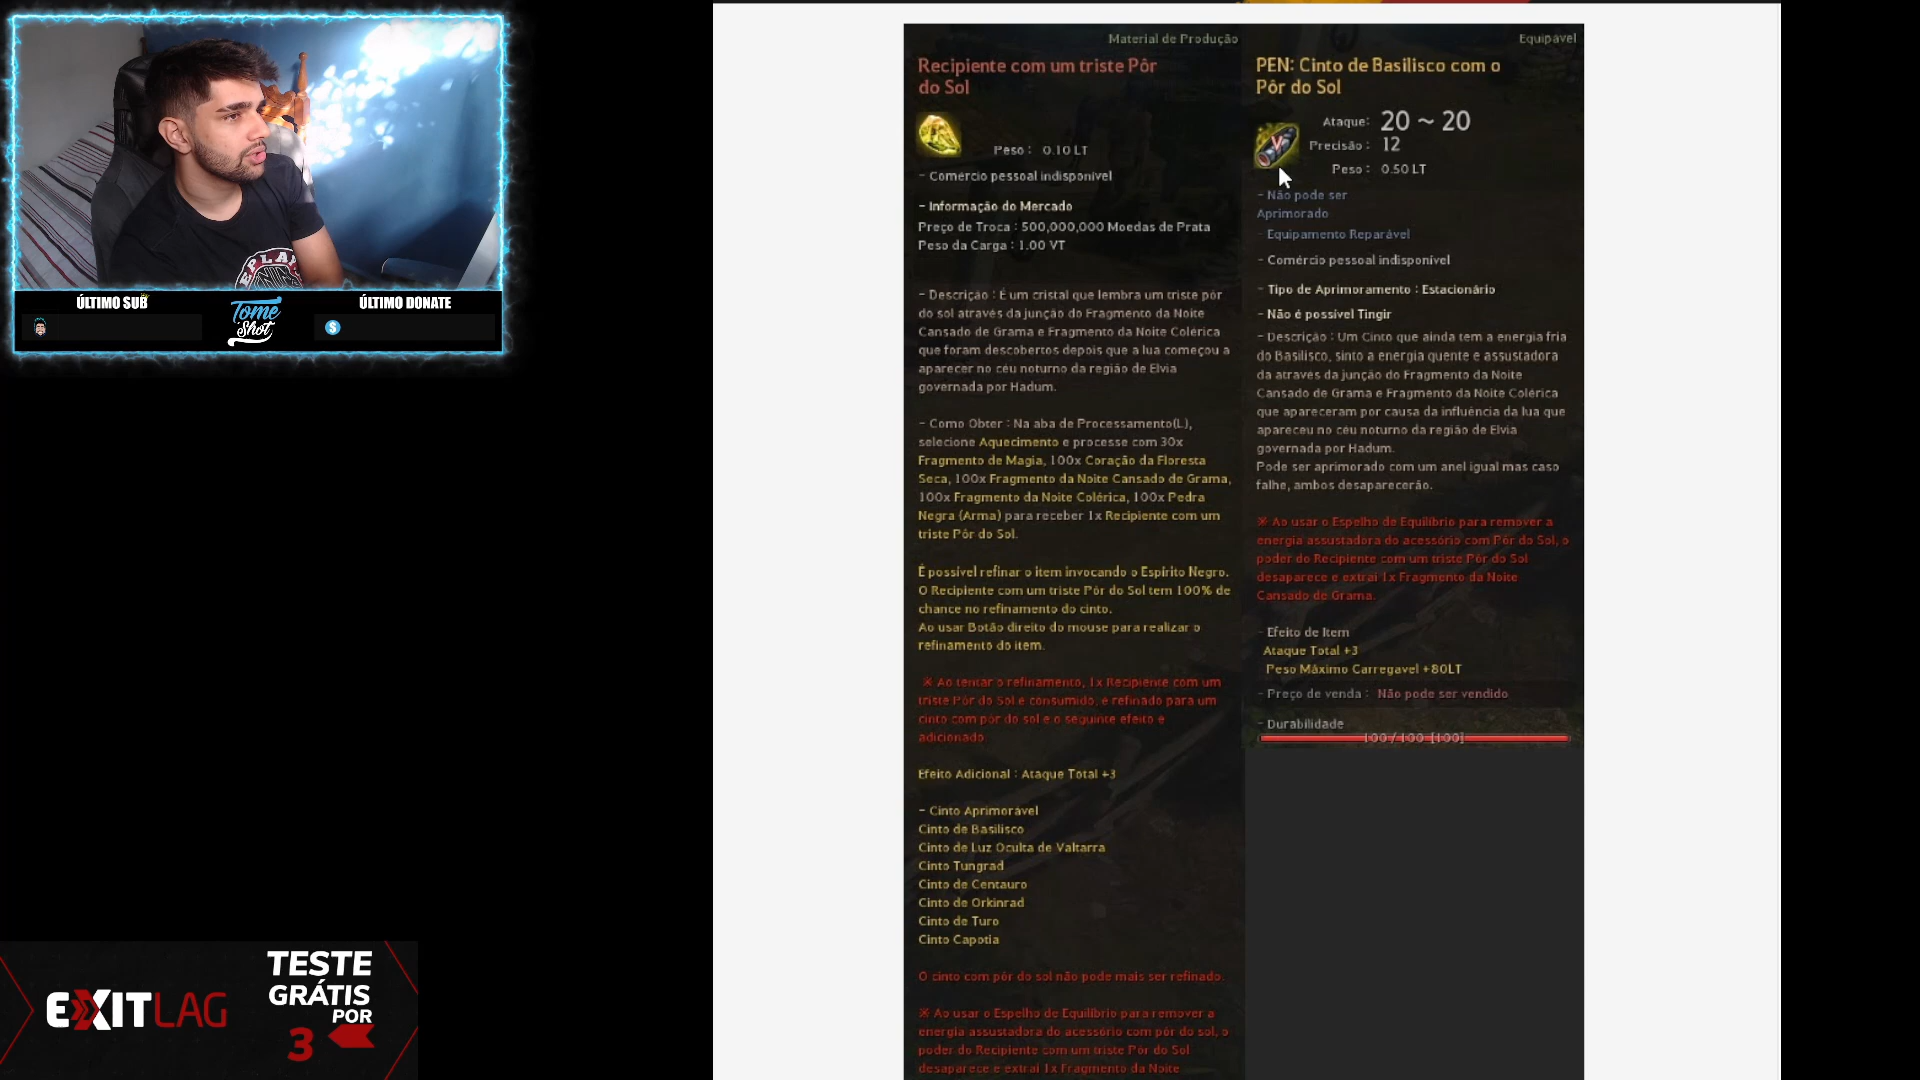 Material de Produção
Recipiente com um triste Pôr
do Sol
Peso : 0.10 LT
- Comércio pessoal indisponível
- Informação do Mercado
Preço de Troca : 500,000,000 Moedas de Prata
Peso da Carga : 1.00 VT
- Descrição : É um cristal que lembra um triste pôr
do sol através da junção do Fragmento da Noite
Cansado de Grama e Fragmento da Noite Colérica
que foram descobertos depois que a lua começou a
aparecer no céu noturno da região de Elvia
governada por Hadum.
- Como Obter : Na aba de Processamento(L),
selecione Aquecimento e processe com 30x
Fragmento de Magia, 100x Coração da Floresta
Seca, 100x Fragmento da Noite Cansado de Grama,
100x Fragmento da Noite Colérica, 100x Pedra
Negra (Arma) para receber 1x Recipiente com um
triste Pôr do Sol.
É possível refinar o item invocando o Espírito Negro.
O Recipiente com um triste Pôr do Sol tem 100% de
chance no refinamento do cinto.
Ao usar Botão direito do mouse para realizar o
refinamento do item.
※ Ao tentar o refinamento, 1x Recipiente com um
triste Pôr do Sol é consumido, é refinado para um
cinto com pôr do sol e o seguinte efeito é
adicionado.
Efeito Adicional : Ataque Total +3
- Cinto Aprimorável
Cinto de Basilisco
Cinto de Luz Oculta de Valtarra
Cinto Tungrad
Cinto de Centauro
Cinto de Orkinrad
Cinto de Turo
Cinto Capotia
O cinto com pôr do sol não pode mais ser refinado.
※ Ao usar o Espelho de Equilíbrio para remover a
energia assustadora do acessório com pôr do sol, o
poder do Recipiente com um triste Pôr do Sol
desaparece e extrai 1x Fragmento da Noite
Equipável
PEN: Cinto de Basilisco com o
Pôr do Sol
Ataque: 20 ~ 20
Precisão : 12
Peso : 0.50 LT
- Não pode ser
Aprimorado
- Equipamento Reparável
- Comércio pessoal indisponível
- Tipo de Aprimoramento : Estacionário
- Não é possível Tingir
- Descrição : Um Cinto que ainda tem a energia fria
do Basilisco, sinto a energia quente e assustadora
da através da junção do Fragmento da Noite
Cansado de Grama e Fragmento da Noite Colérica
que apareceram por causa da influência da lua que
apareceu no céu noturno da região de Elvia
governada por Hadum.
Pode ser aprimorado com um anel igual mas caso
falhe, ambos desaparecerão.
※ Ao usar o Espelho de Equilíbrio para remover a
energia assustadora do acessório com Pôr do Sol, o
poder do Recipiente com um triste Pôr do Sol
desaparece e extrai 1x Fragmento da Noite
Cansado de Grama.
- Efeito de Item
Ataque Total +3
Peso Máximo Carregavel +80LT
- Preço de venda : Não pode ser vendido
- Durabilidade
100 / 100 [100]
ÚLTIMO SUB
Tome
Shot
ÚLTIMO DONATE
EXITLAG
TESTE
GRÁTIS
POR
3